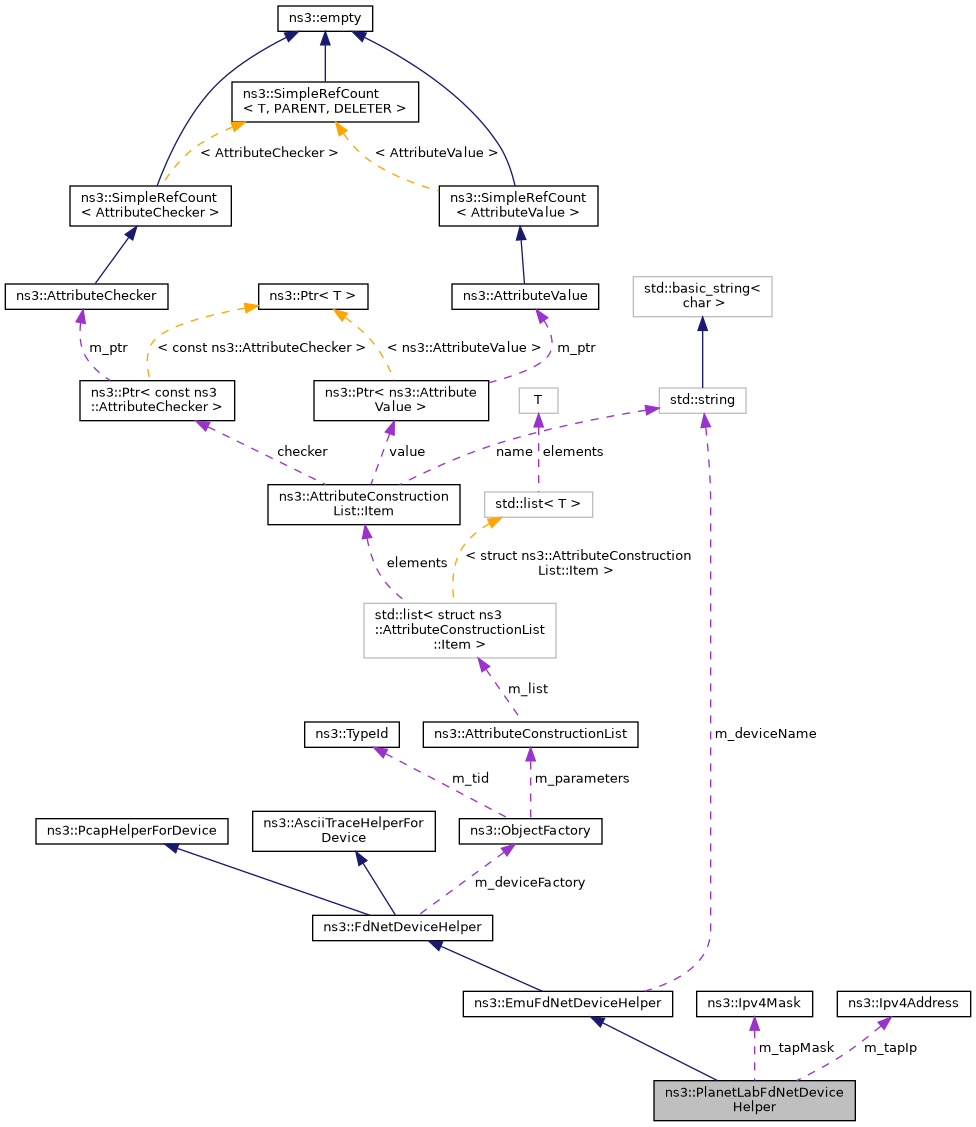 ns3::empty
ns3::SimpleRefCount
< T, PARENT, DELETER >
< AttributeChecker >
< AttributeValue >
ns3::SimpleRefCount
< AttributeChecker >
ns3::SimpleRefCount
< AttributeValue >
ns3::AttributeChecker
ns3::Ptr< T >
ns3::AttributeValue
std::basic_string<
char >
m_ptr
< const ns3::AttributeChecker >
< ns3::AttributeValue >
m_ptr
ns3::Ptr< const ns3
::AttributeChecker >
ns3::Ptr< ns3::Attribute
Value >
T
std::string
checker
value
name
elements
ns3::AttributeConstruction
List::Item
std::list< T >
elements
< struct ns3::AttributeConstruction
List::Item >
std::list< struct ns3
::AttributeConstructionList
::Item >
m_list
ns3::TypeId
ns3::AttributeConstructionList
m_deviceName
m_tid
m_parameters
ns3::PcapHelperForDevice
ns3::AsciiTraceHelperFor
Device
ns3::ObjectFactory
m_deviceFactory
ns3::FdNetDeviceHelper
ns3::EmuFdNetDeviceHelper
ns3::Ipv4Mask
ns3::Ipv4Address
m_tapMask
m_tapIp
ns3::PlanetLabFdNetDevice
Helper